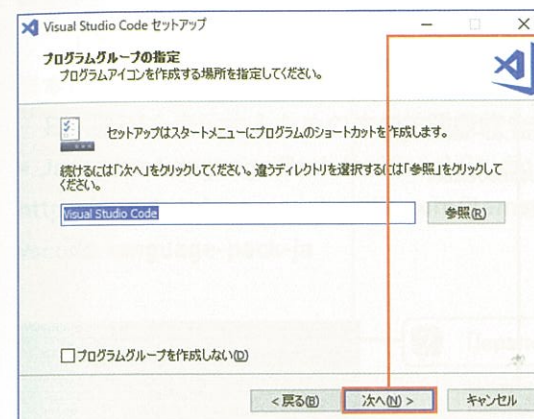 Visual Studio Code セットアップ
プログラムグループの指定
プログラムアイコンを作成する場所を指定してください。
セットアップはスタートメニューにプログラムのショートカットを作成します。
続けるには「次へ」をクリックしてください。違うディレクトリを選択するには「参照」をクリックして
ください。
Visual Studio Code
参照(R)
プログラムグループを作成しない(D)
< 戻る(B)
次へ(N) >
キャンセル